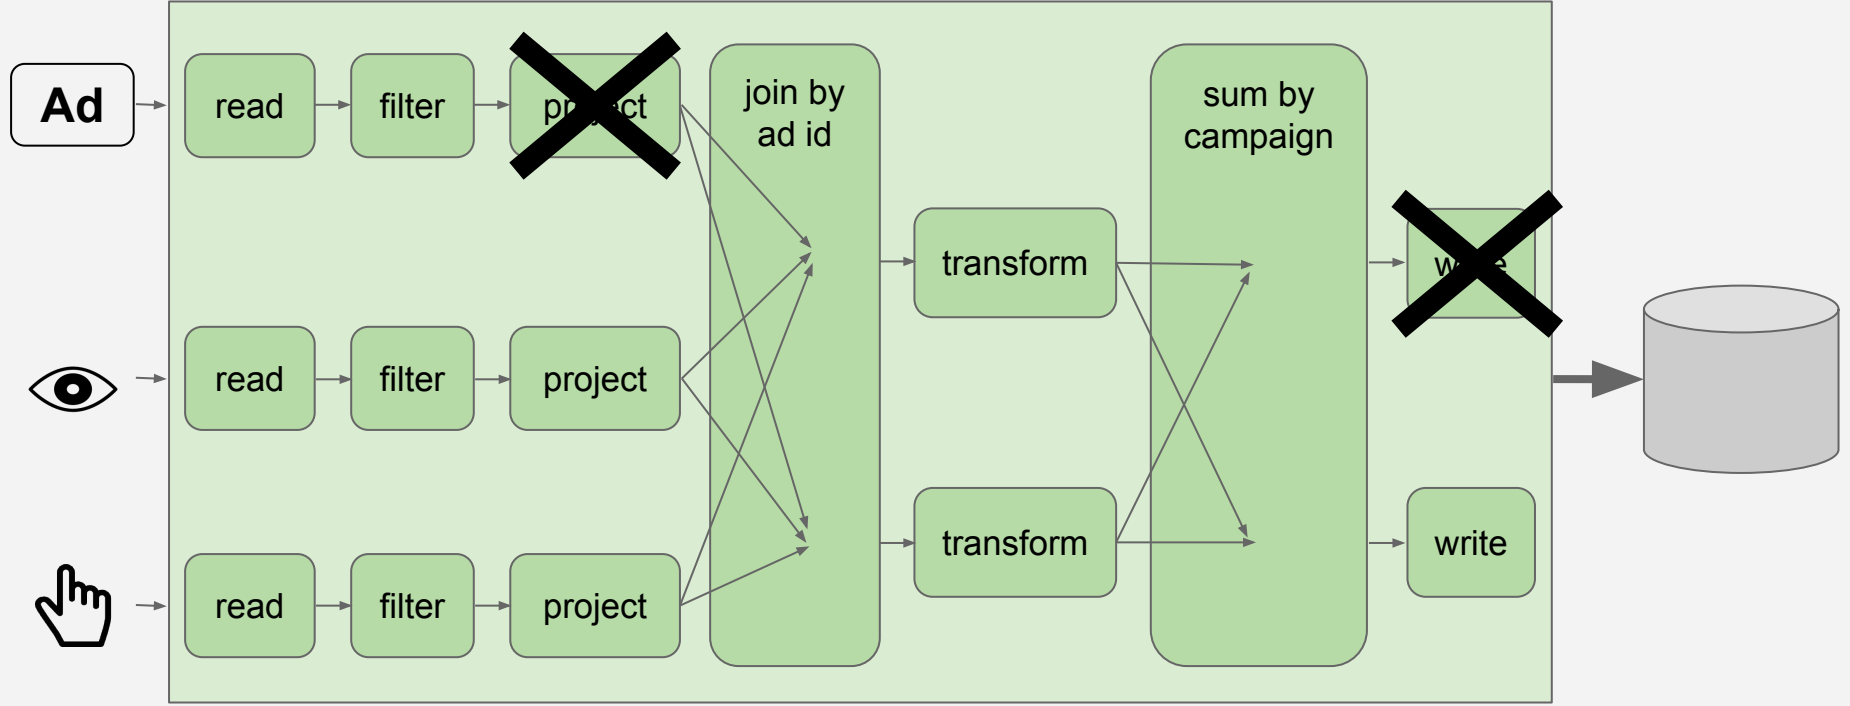 Ad
read
filter
join by
ad id
sum by
campaign
transform
read
filter
project
transform
write
read
filter
project